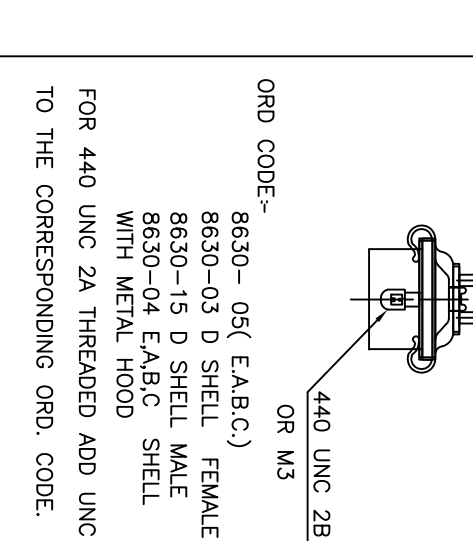 440 UNC 2B
OR M3
ORD CODE:-
8630- 05( E.A.B.C.)
8630-03 D SHELL FEMALE
8630-15 D SHELL MALE
8630-04 E,A,B,C SHELL
WITH METAL HOOD
FOR 440 UNC 2A THREADED ADD UNC
TO THE CORRESPONDING ORD. CODE.